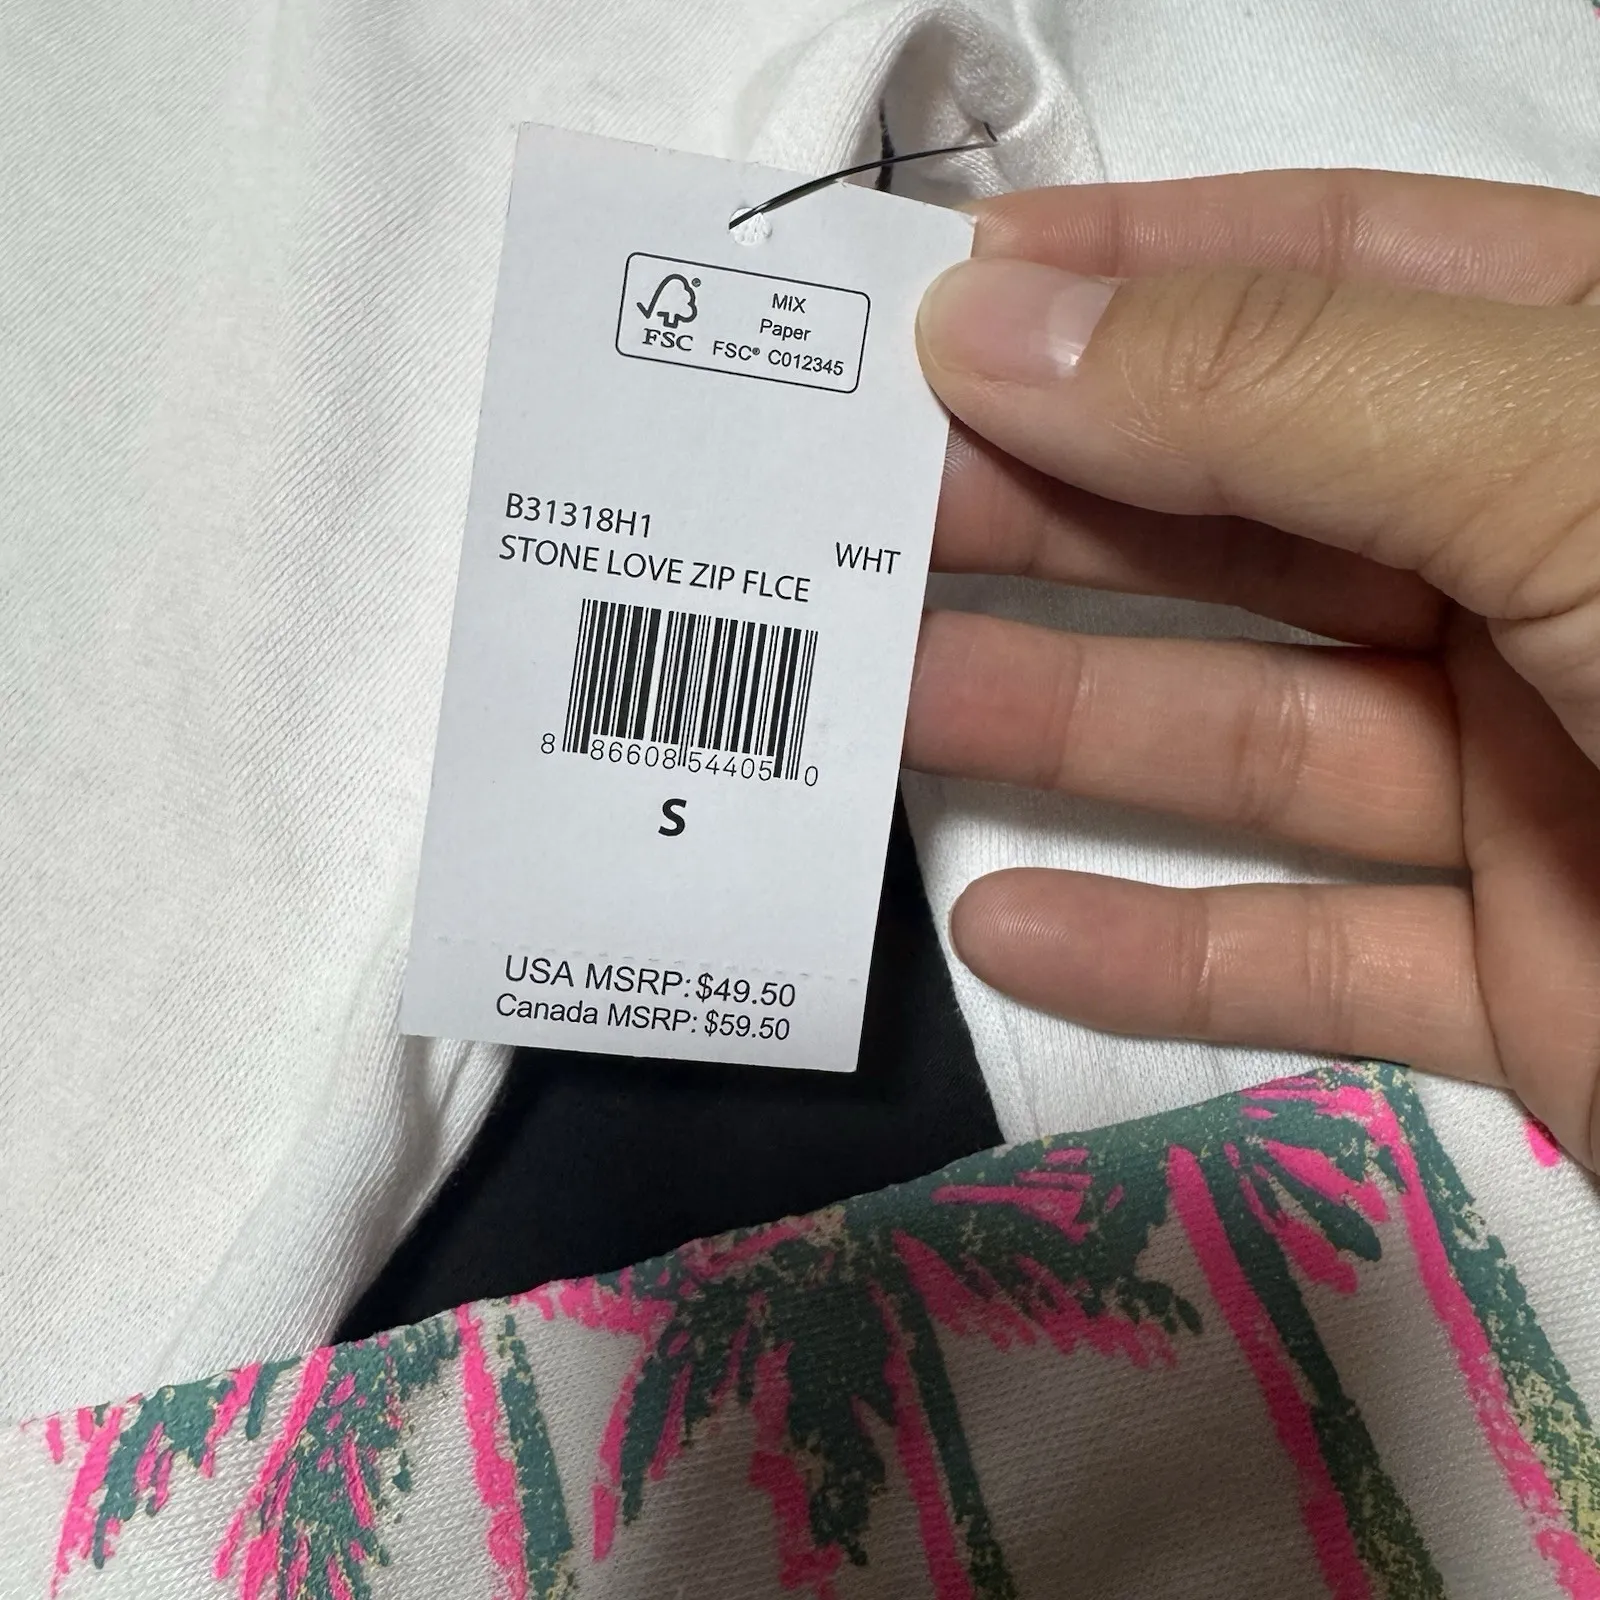 FSC®
MIX
Paper
FSC® C012345
B31318H1
STONE LOVE ZIP FLCE
WHT
8 86608 54405 0
S
USA MSRP: $49.50
Canada MSRP: $59.50